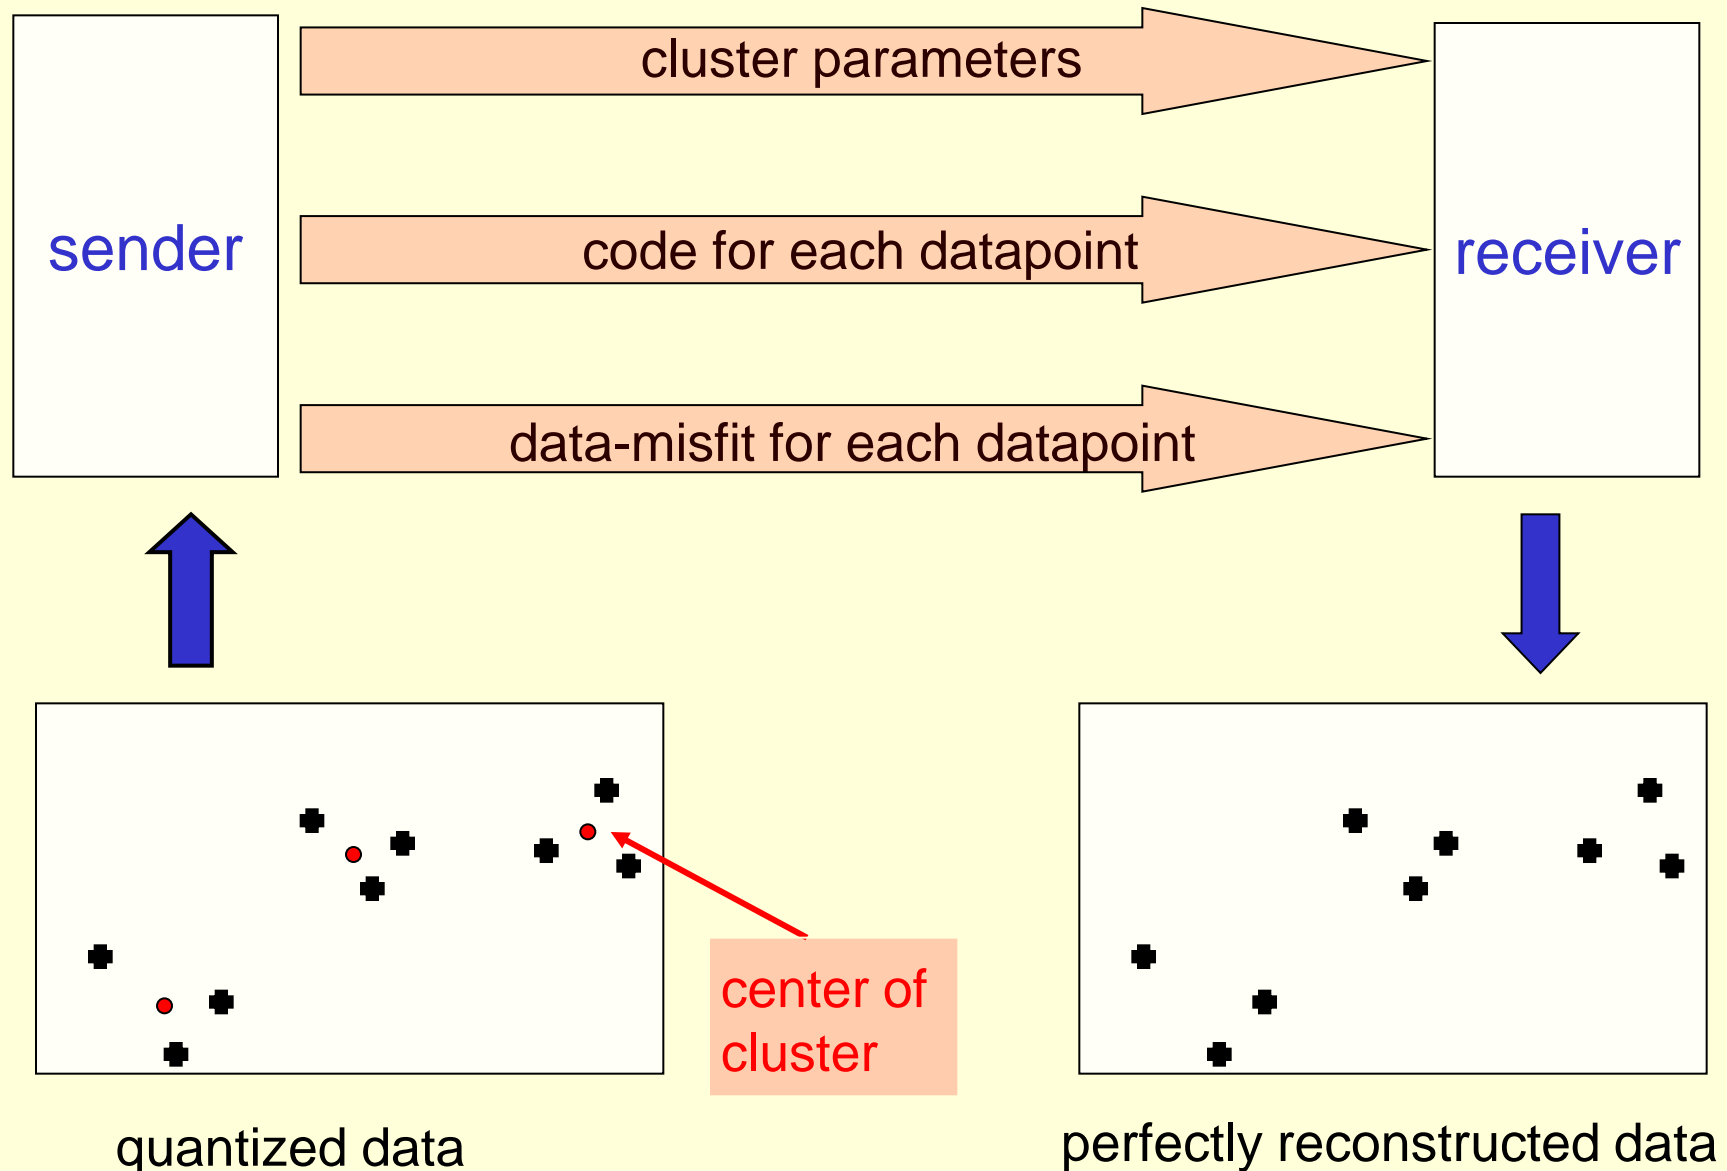 cluster parameters
sender
code for each datapoint
receiver
data-misfit for each datapoint
center of
cluster
quantized data
perfectly reconstructed data